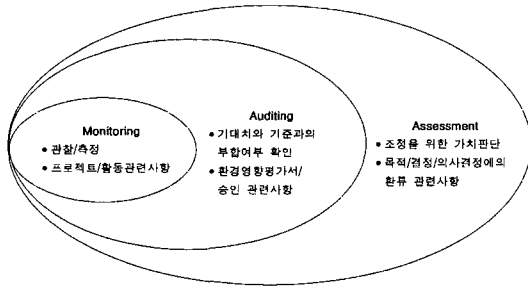 Monitoring
• 관찰/측정
• 프로젝트/활동관련사항
Auditing
• 기대치와 기준과의
부합여부 확인
• 환경영향평가서/
승인 관련사항
Assessment
• 조정을 위한 가치판단
• 목적/결정/의사결정에의
환류 관련사항